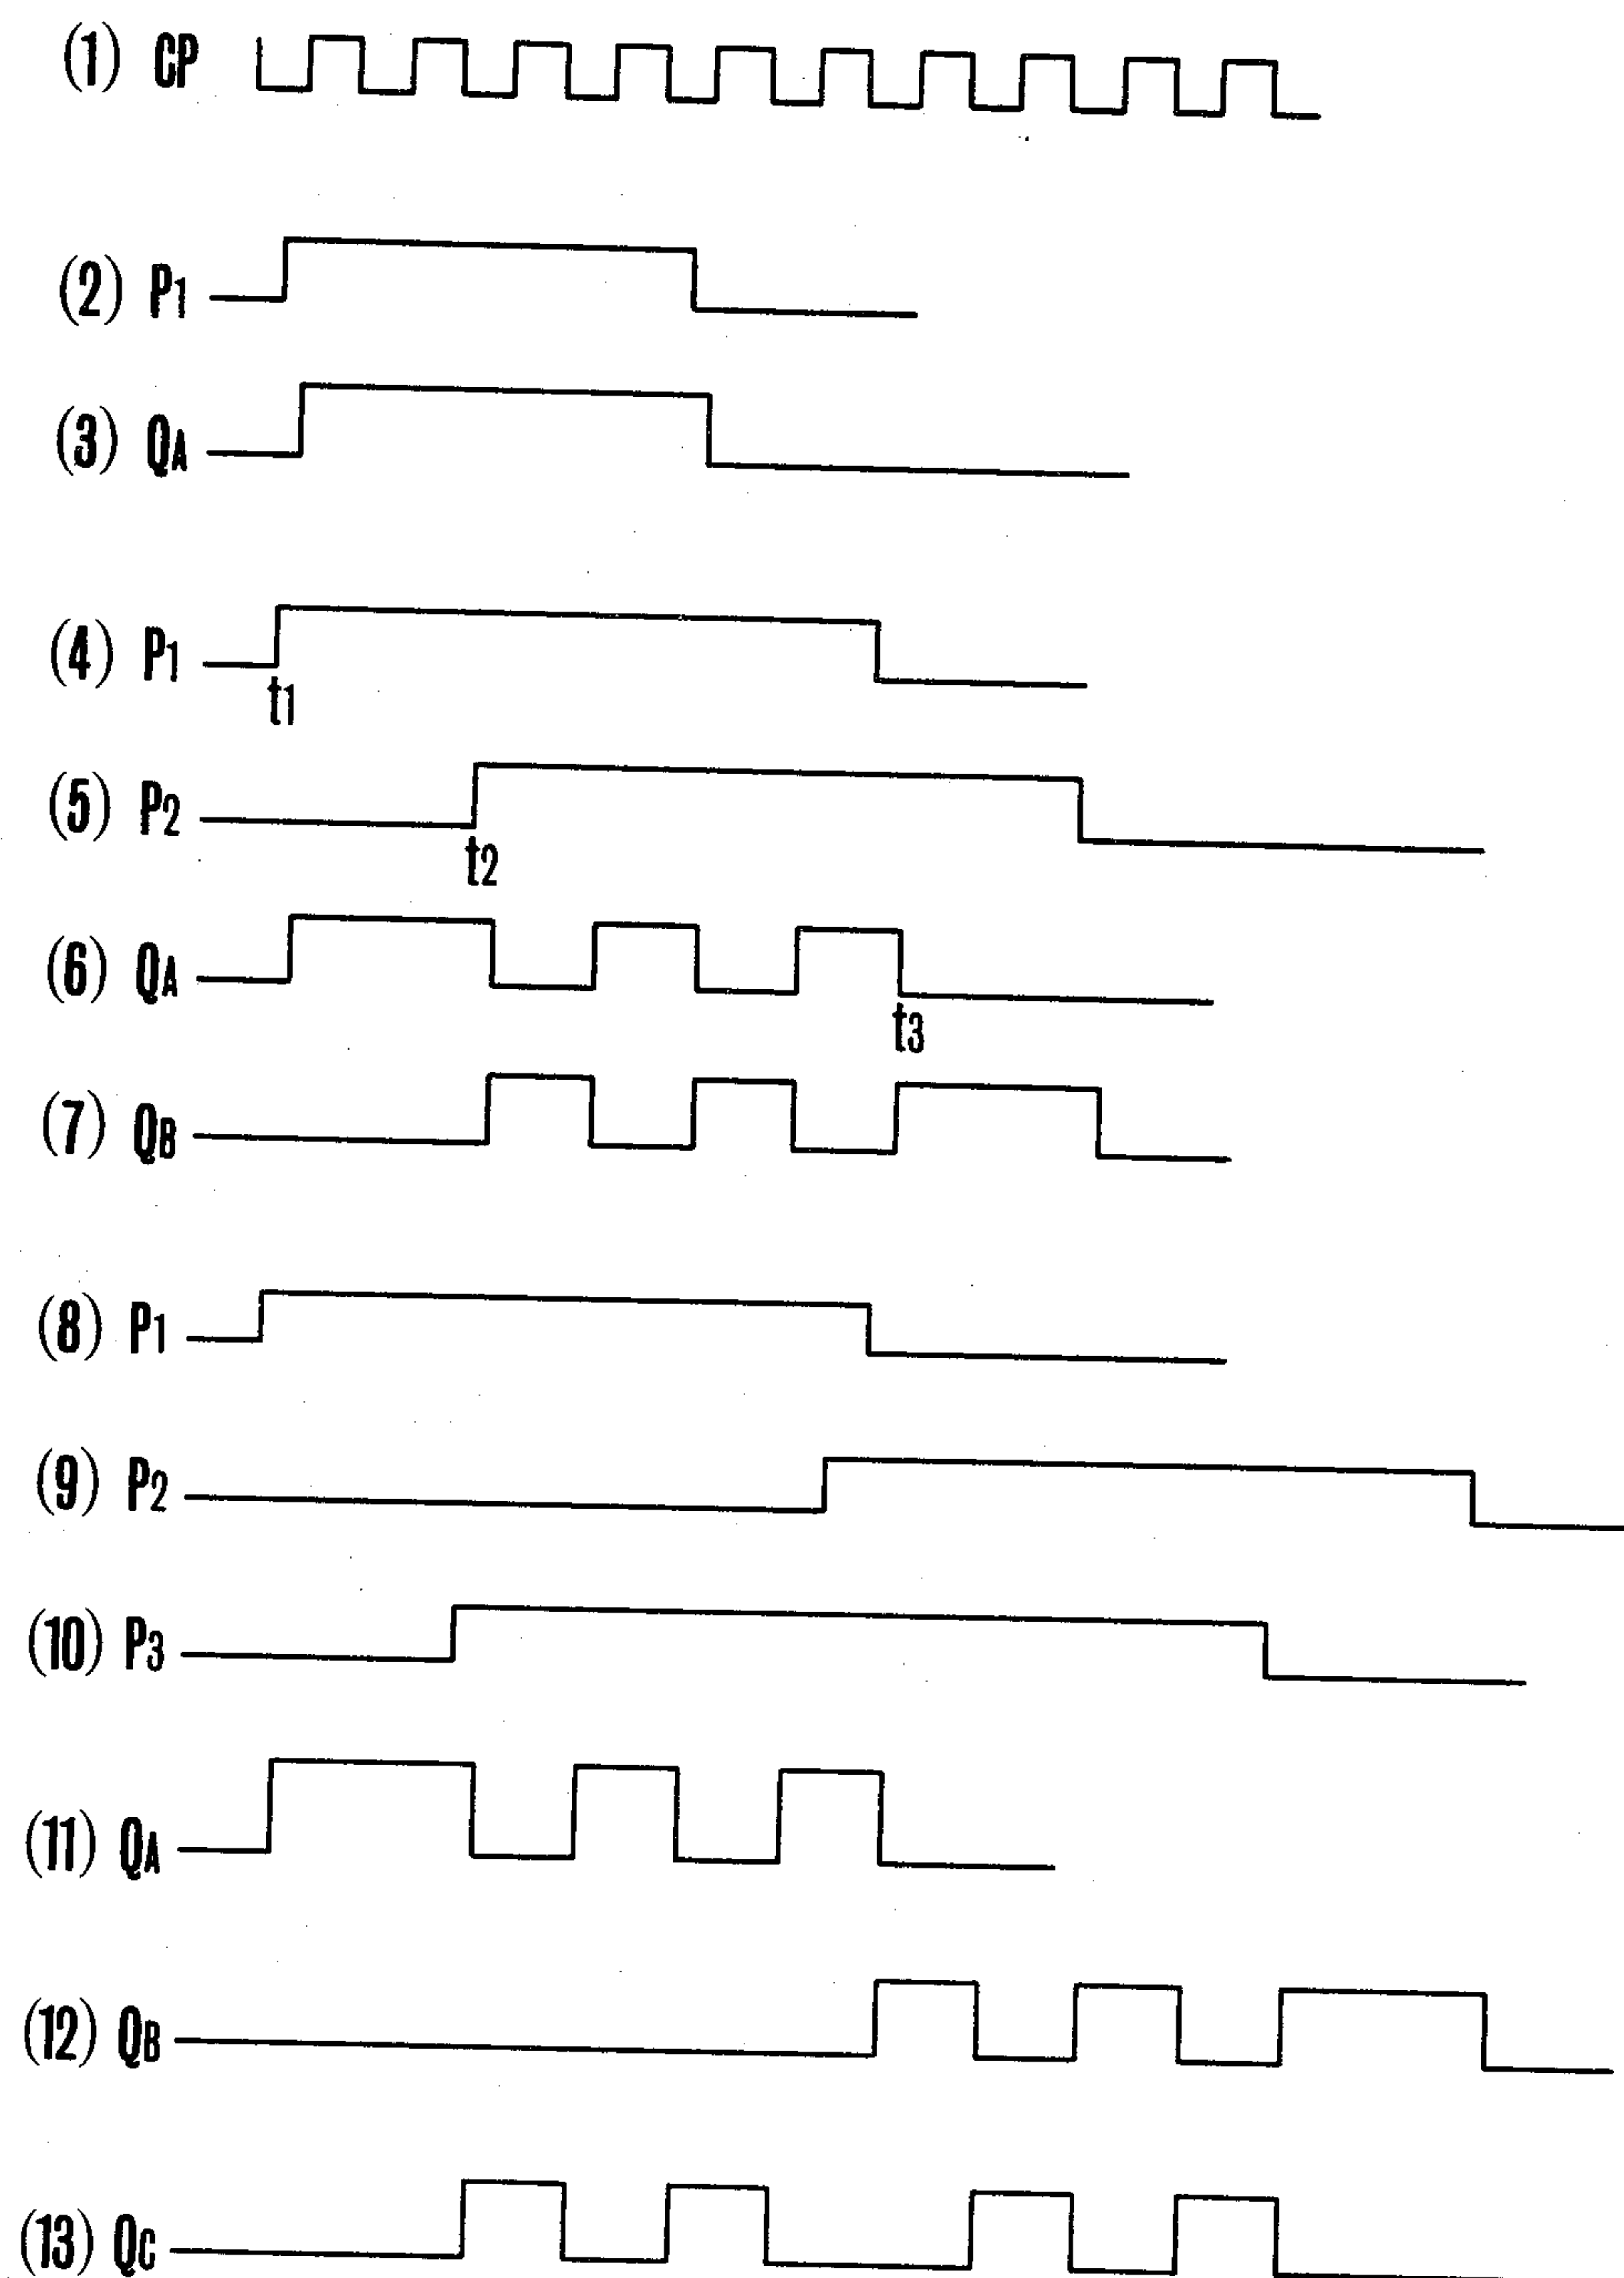 (1) CP
(2) P1
(3) QA
(4) P1
t1
(5) P2
t2
(6) QA
t3
(7) QB
(8) P1
(9) P2
(10) P3
(11) QA
(12) QB
(13) QC